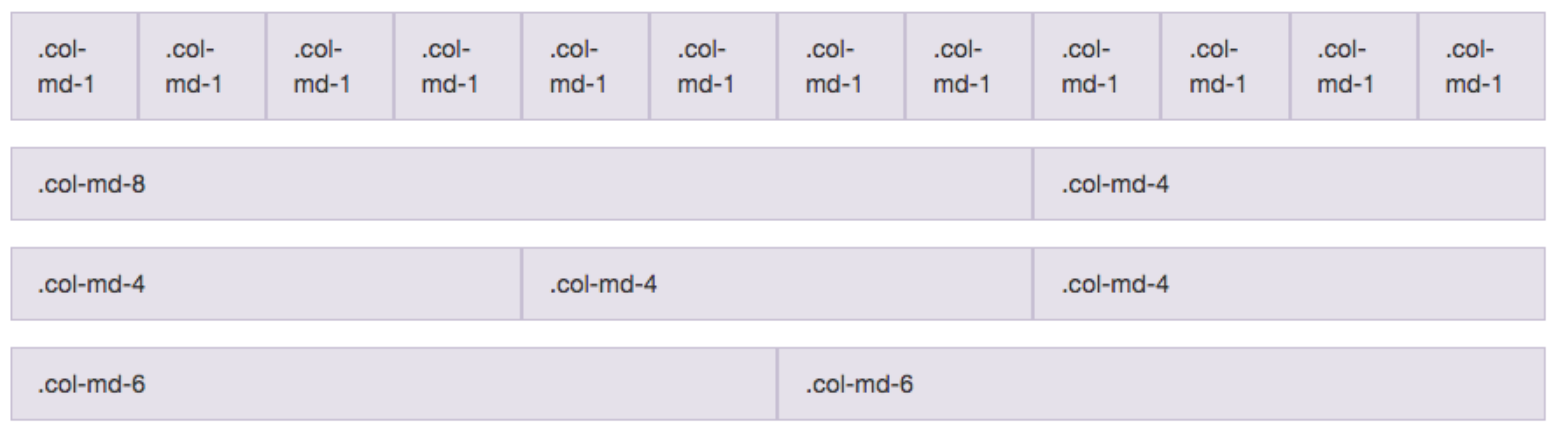 .col- .col- .col- .col- .col- .col- .col- .col- .col- .col- .col- .col-
md-1 md-1 md-1 md-1 md-1 md-1 md-1 md-1 md-1 md-1 md-1 md-1
.col-md-8 .col-md-4
.col-md-4 .col-md-4 .col-md-4
.col-md-6 .col-md-6